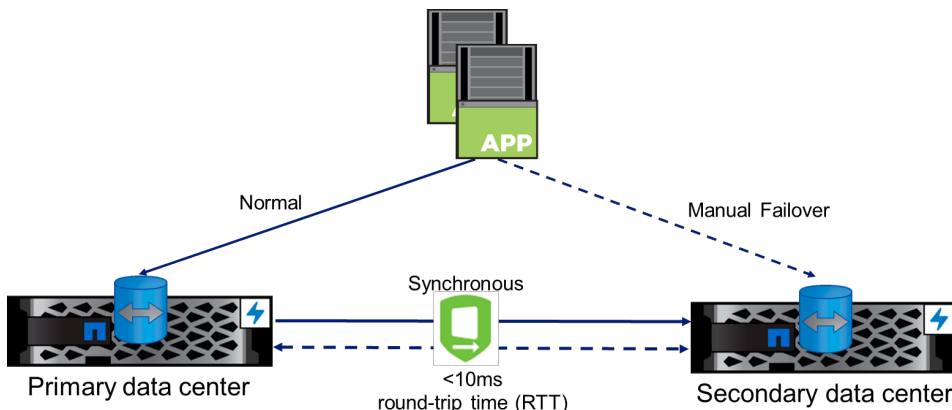 APP
Normal
Manual Failover
Synchronous
<10ms
round-trip time (RTT)
Primary data center
Secondary data center